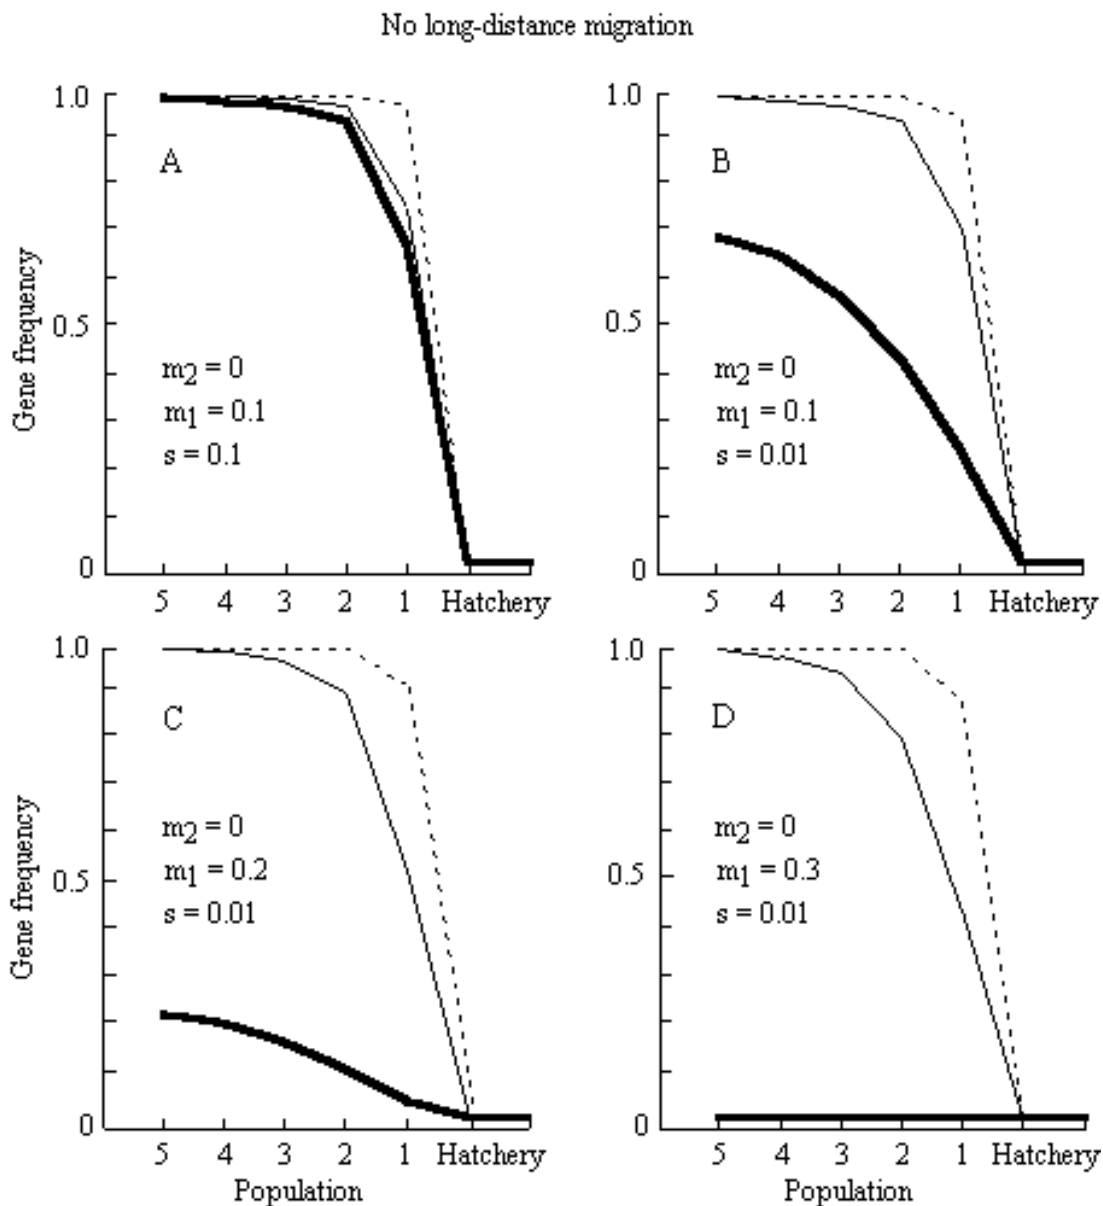 No long-distance migration
1.0
A
Gene frequency
0.5
m2 = 0
m1 = 0.1
s = 0.1
0
5 4 3 2 1 Hatchery
1.0
B
0.5
m2 = 0
m1 = 0.1
s = 0.01
0
5 4 3 2 1 Hatchery
1.0
C
Gene frequency
m2 = 0
m1 = 0.2
0.5
s = 0.01
0
5 4 3 2 1 Hatchery
Population
1.0
D
m2 = 0
m1 = 0.3
0.5
s = 0.01
0
5 4 3 2 1 Hatchery
Population